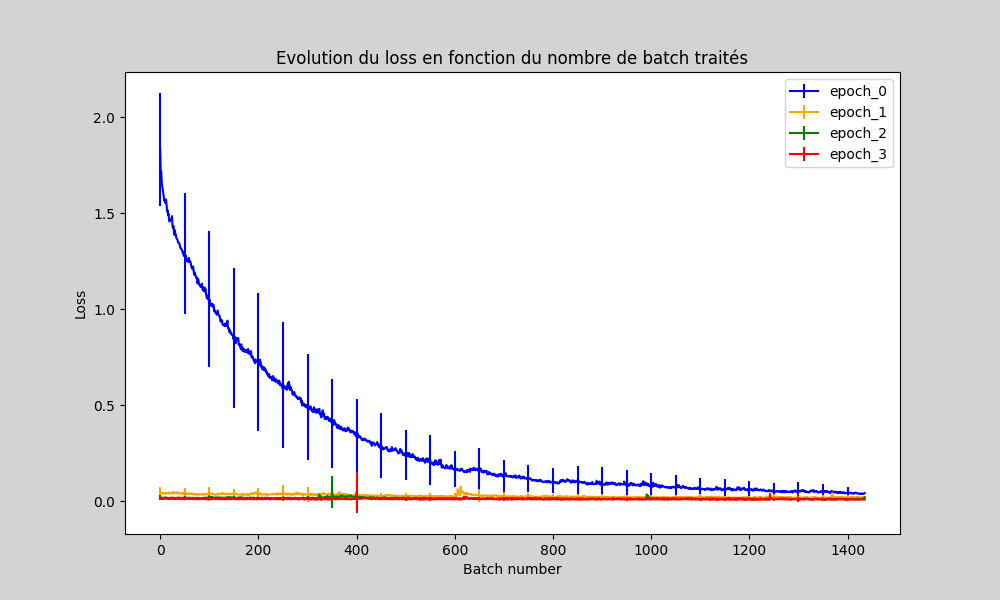 Evolution du loss en fonction du nombre de batch traités
epoch_0
epoch_1
epoch_2
epoch_3
Loss
2.0
1.5
1.0
0.5
0.0
0 200 400 600 800 1000 1200 1400
Batch number